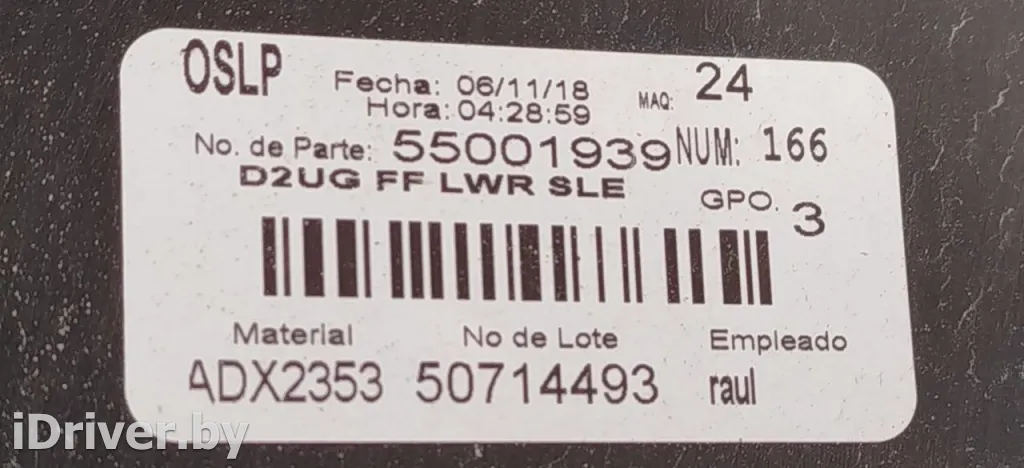 OSLP Fecha: 06/11/18 MAQ: 24
Hora: 04:28:59
No. de Parte: 55001939 NUM: 166
D2UG FF LWR SLE GPO. 3
Material No de Lote Empleado
ADX2353 50714493 raul
iDriver.by